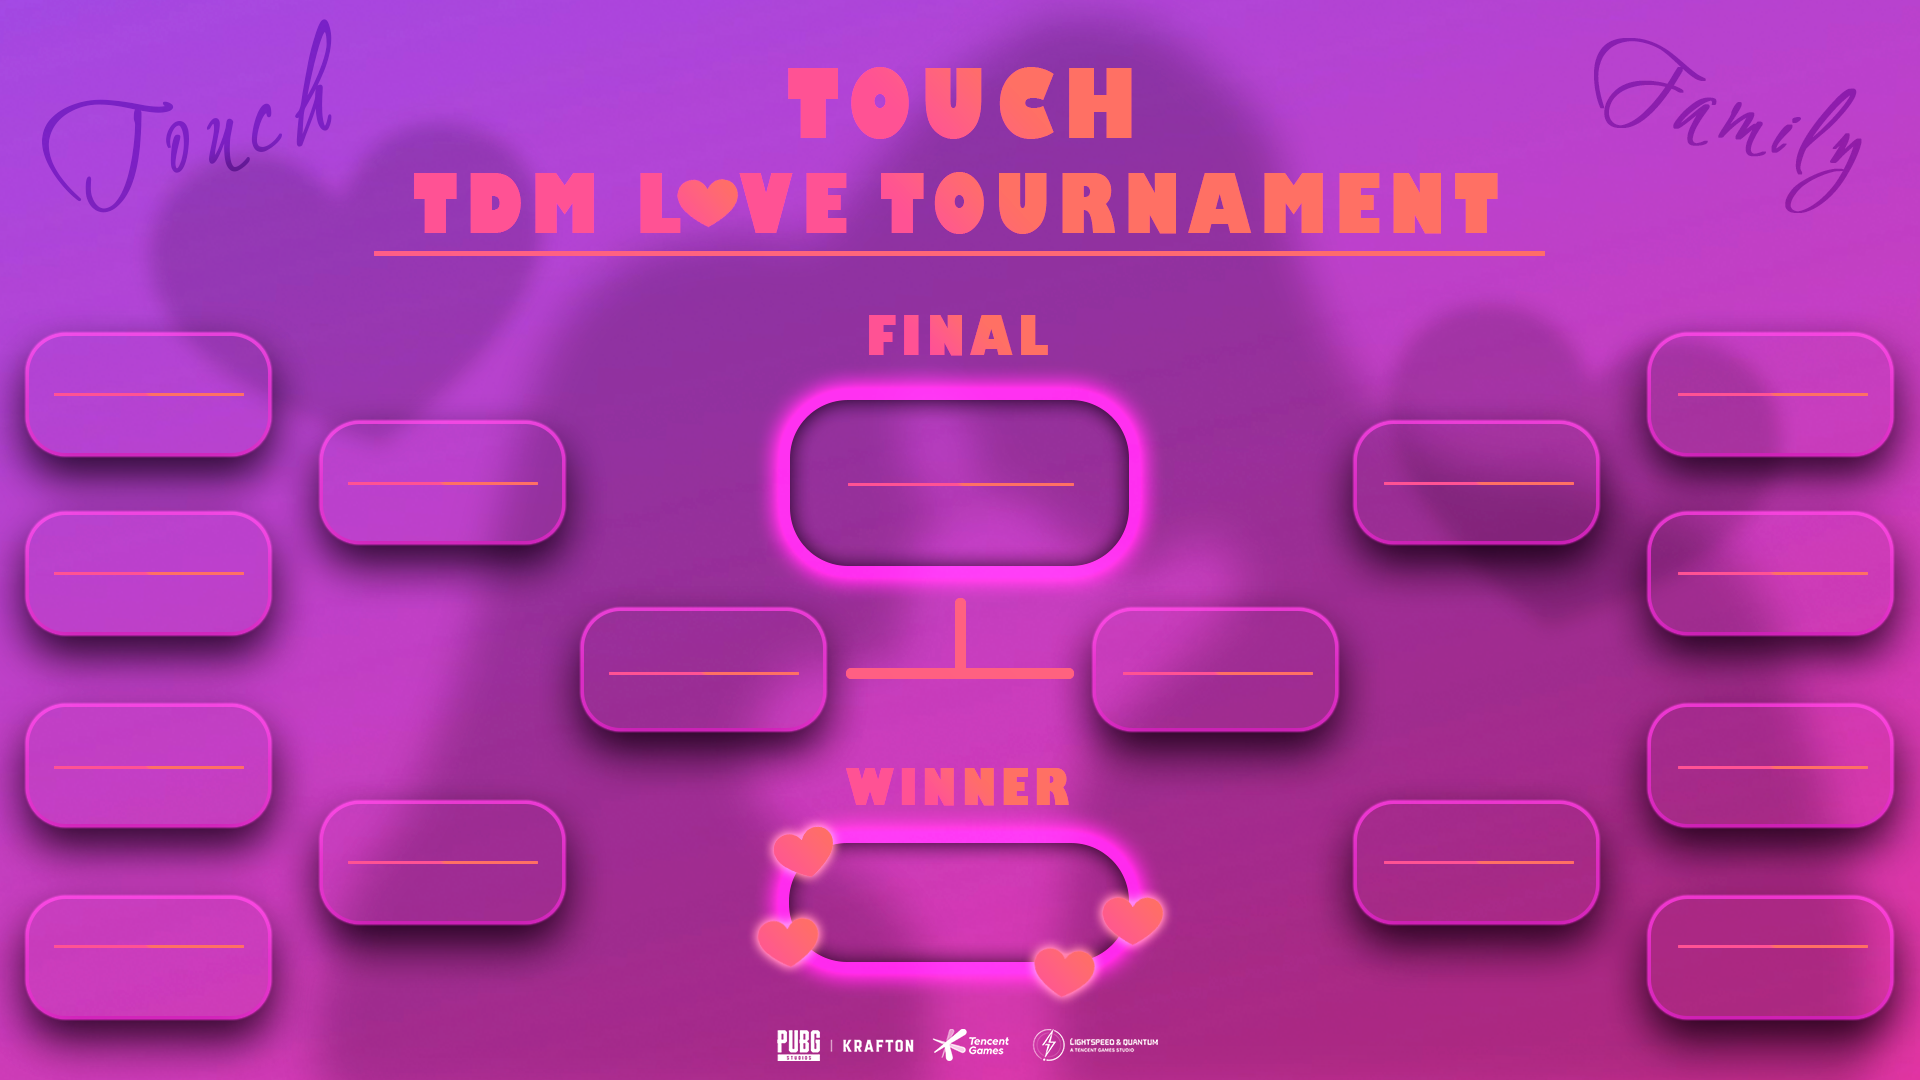 Touch
Family
TOUCH
TDM LOVE TOURNAMENT
FINAL
WINNER
PUBG STUDIOS | KRAFTON
Tencent Games
LIGHTSPEED & QUANTUM
A TENCENT GAMES STUDIO